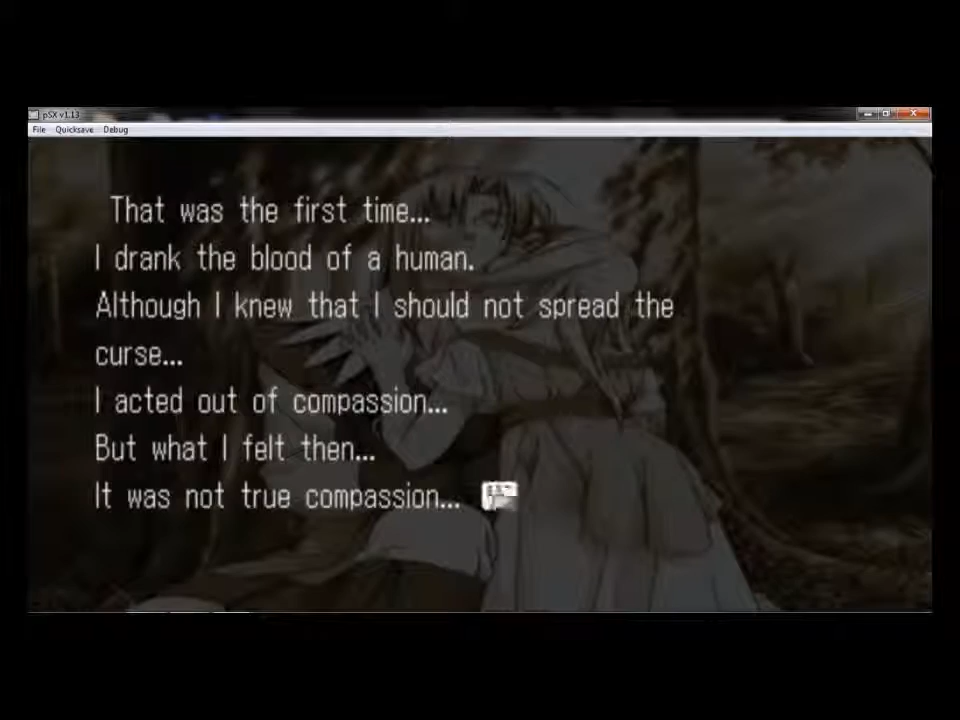 pSX v1.13
File Quicksave Debug
That was the first time...
I drank the blood of a human.
Although I knew that I should not spread the
curse...
I acted out of compassion...
But what I felt then...
It was not true compassion...